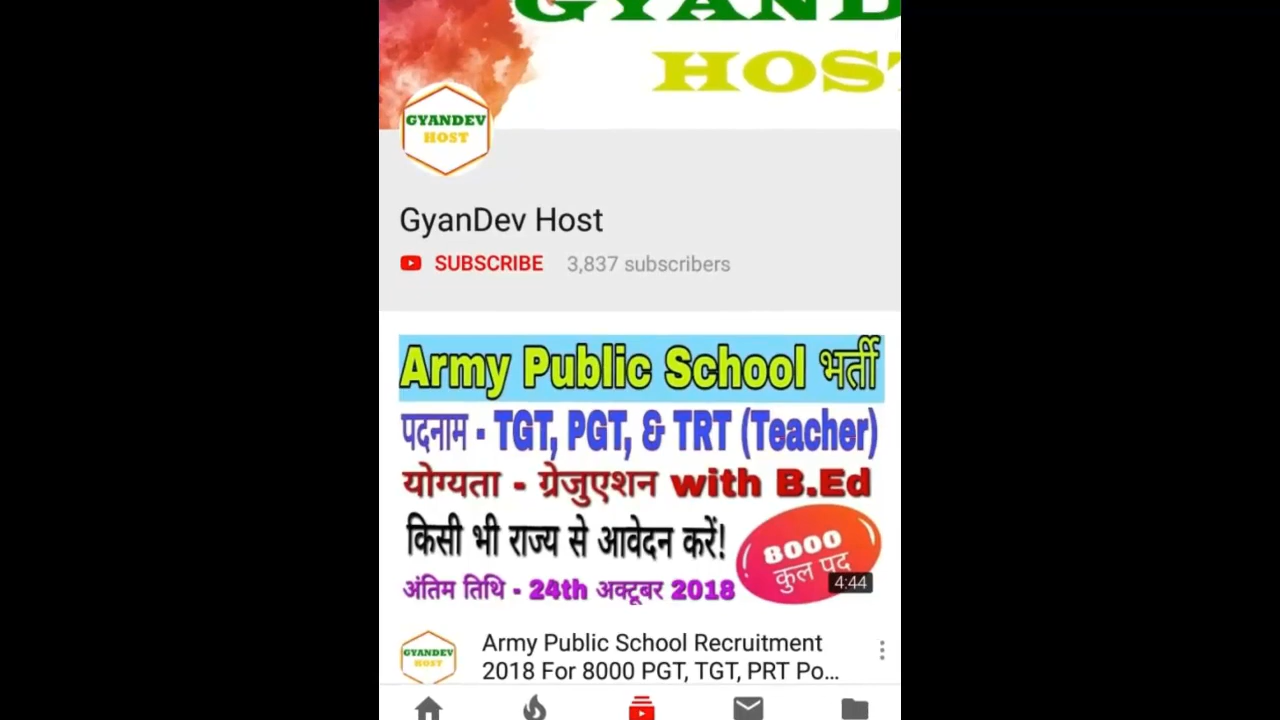 GYAND
HOST
GYANDEV
HOST
GyanDev Host
SUBSCRIBE 3,837 subscribers
Army Public School भर्ती
पदनाम - TGT, PGT, & TRT (Teacher)
योग्यता - ग्रेजुएशन with B.Ed
किसी भी राज्य से आवेदन करें!
8000
कुल पद
अंतिम तिथि - 24th अक्टूबर 2018
4:44
GYANDEV
HOST
Army Public School Recruitment
2018 For 8000 PGT, TGT, PRT Po...